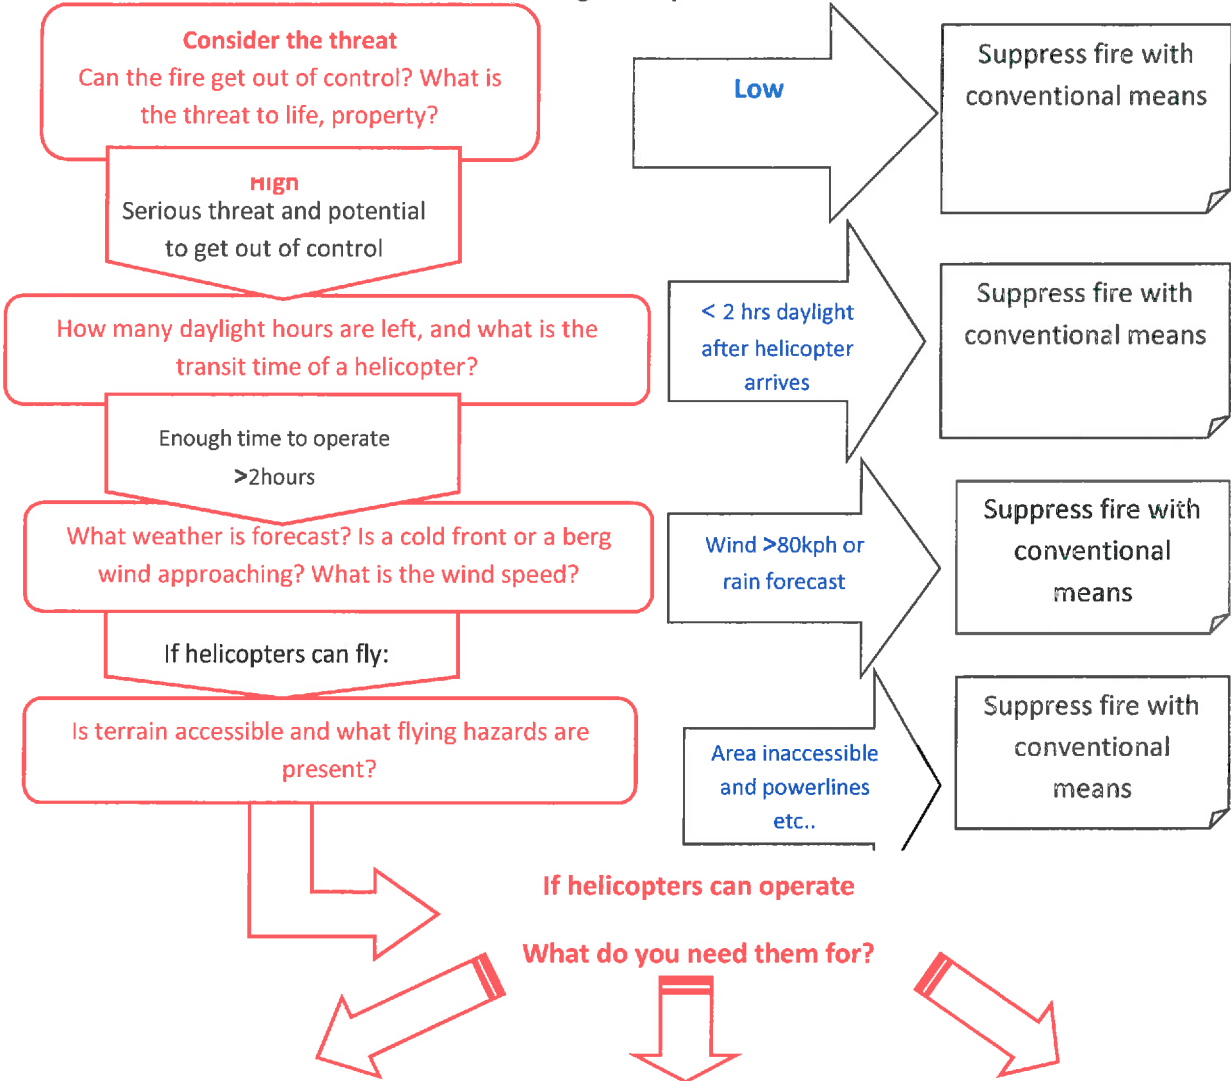 Consider the threat
Can the fire get out of control? What is
the threat to life, property?
Low
Suppress fire with
conventional means
High
Serious threat and potential
to get out of control
How many daylight hours are left, and what is the
transit time of a helicopter?
< 2 hrs daylight
after helicopter
arrives
Suppress fire with
conventional means
Enough time to operate
>2hours
What weather is forecast? Is a cold front or a berg
wind approaching? What is the wind speed?
Wind >80kph or
rain forecast
Suppress fire with
conventional
means
If helicopters can fly:
Is terrain accessible and what flying hazards are
present?
Area inaccessible
and powerlines
etc..
Suppress fire with
conventional
means
If helicopters can operate
What do you need them for?